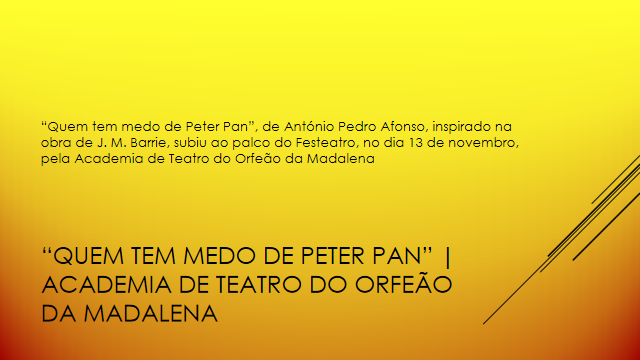 “Quem tem medo de Peter Pan”, de António Pedro Afonso, inspirado na
obra de J. M. Barrie, subiu ao palco do Festeatro, no dia 13 de novembro,
pela Academia de Teatro do Orfeão da Madalena
“QUEM TEM MEDO DE PETER PAN” |
ACADEMIA DE TEATRO DO ORFEÃO
DA MADALENA